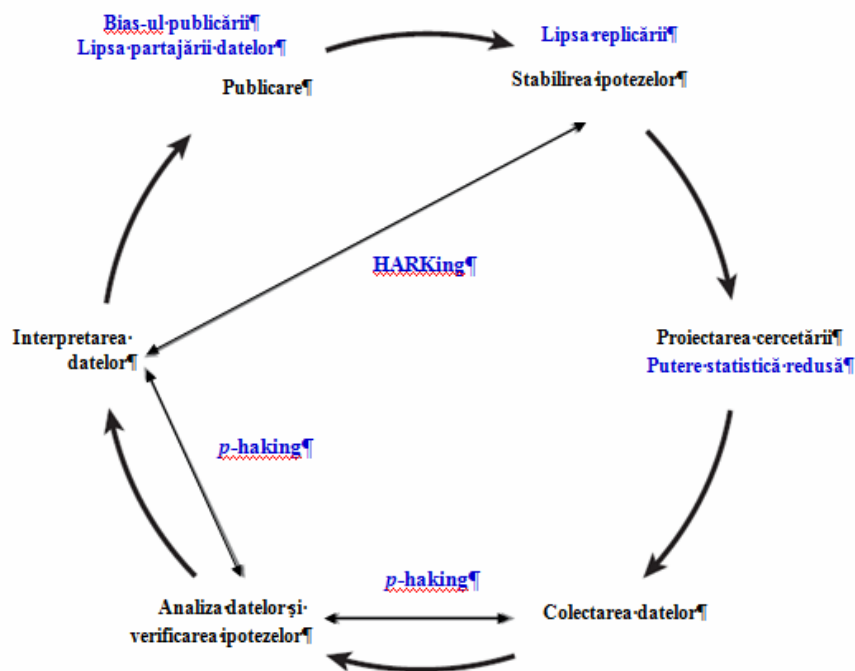 Bias-ul·publicării¶
Lipsa·partajării·datelor¶
Publicare¶
Lipsa·replicării¶
Stabilirea·ipotezelor¶
HARKing¶
Interpretarea·
datelor¶
Proiectarea·cercetării¶
Putere·statistică·redusă¶
p-haking¶
p-haking¶
Analiza·datelor·și·
verificarea·ipotezelor¶
Colectarea·datelor¶